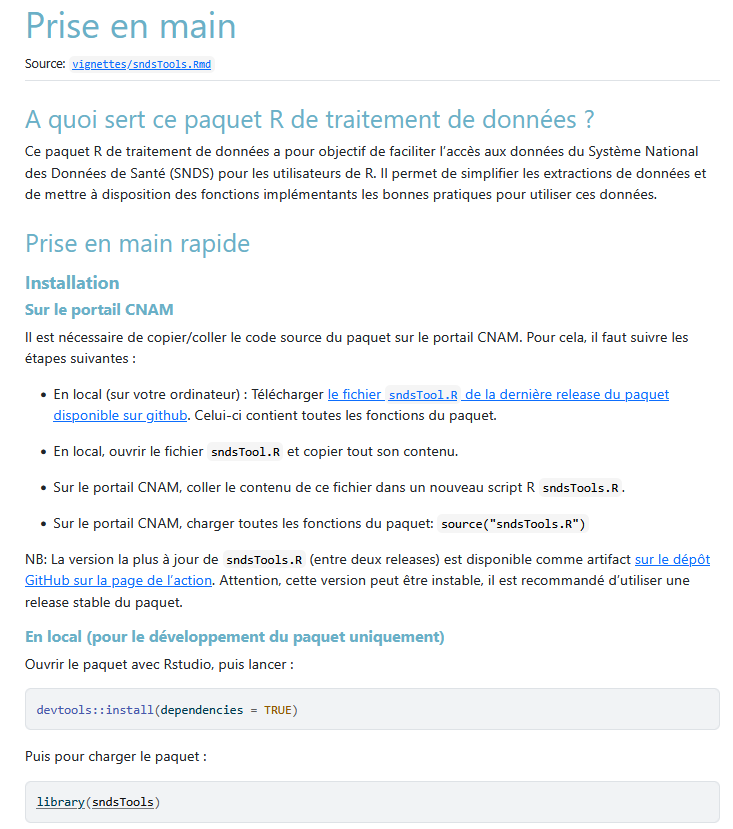 Prise en main
Source: vignettes/sndsTools.Rmd
A quoi sert ce paquet R de traitement de données ?
Ce paquet R de traitement de données a pour objectif de faciliter l'accès aux données du Système National
des Données de Santé (SNDS) pour les utilisateurs de R. Il permet de simplifier les extractions de données et
de mettre à disposition des fonctions implémentants les bonnes pratiques pour utiliser ces données.
Prise en main rapide
Installation
Sur le portail CNAM
Il est nécessaire de copier/coller le code source du paquet sur le portail CNAM. Pour cela, il faut suivre les
étapes suivantes :
• En local (sur votre ordinateur) : Télécharger le fichier sndsTool.R de la dernière release du paquet
disponible sur github. Celui-ci contient toutes les fonctions du paquet.
• En local, ouvrir le fichier sndsTool.R et copier tout son contenu.
• Sur le portail CNAM, coller le contenu de ce fichier dans un nouveau script R sndsTools.R.
• Sur le portail CNAM, charger toutes les fonctions du paquet: source("sndsTools.R")
NB: La version la plus à jour de sndsTools.R (entre deux releases) est disponible comme artifact sur le dépôt
GitHub sur la page de l'action. Attention, cette version peut être instable, il est recommandé d'utiliser une
release stable du paquet.
En local (pour le développement du paquet uniquement)
Ouvrir le paquet avec Rstudio, puis lancer :
devtools::install(dependencies = TRUE)
Puis pour charger le paquet :
library(sndsTools)